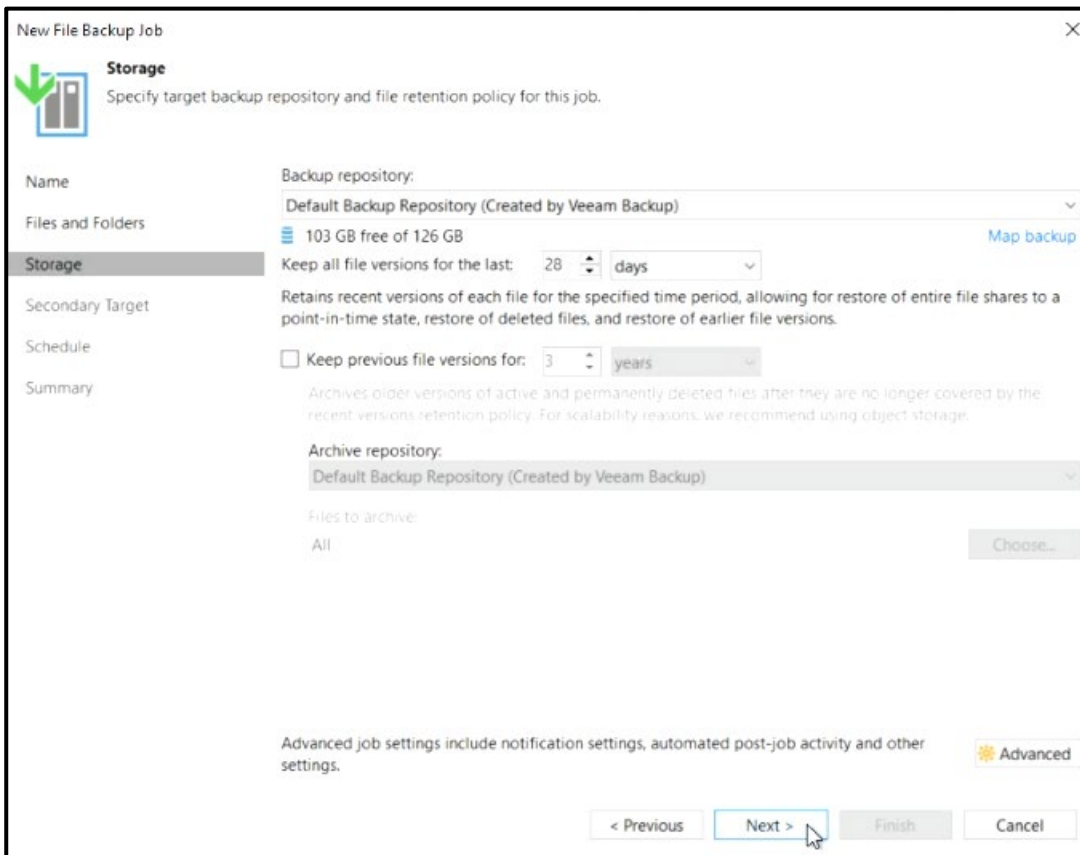 New File Backup Job
Storage
Specify target backup repository and file retention policy for this job.
Name
Files and Folders
Storage
Secondary Target
Schedule
Summary
Backup repository:
Default Backup Repository (Created by Veeam Backup)
103 GB free of 126 GB
Map backup
Keep all file versions for the last: 28 days
Retains recent versions of each file for the specified time period, allowing for restore of entire file shares to a
point-in-time state, restore of deleted files, and restore of earlier file versions.
Keep previous file versions for: 3 years
Archives older versions of active and permanently deleted files after they are no longer covered by the
recent versions retention policy. For scalability reasons, we recommend using object storage.
Archive repository:
Default Backup Repository (Created by Veeam Backup)
Files to archive:
All
Choose...
Advanced job settings include notification settings, automated post-job activity and other
settings.
Advanced
< Previous
Next >
Finish
Cancel